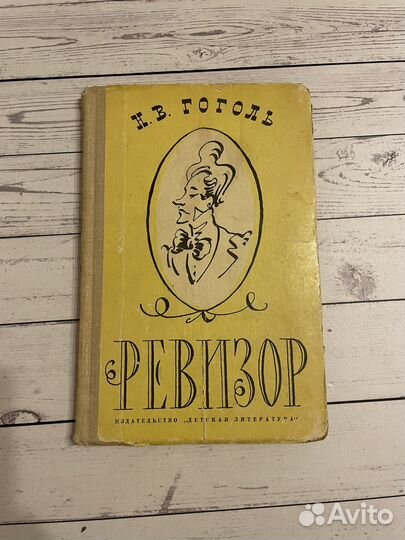 Н. В. ГОГОЛЬ
РЕВИЗОР
ИЗДАТЕЛЬСТВО „ДЕТСКАЯ ЛИТЕРАТУРА“
Avito